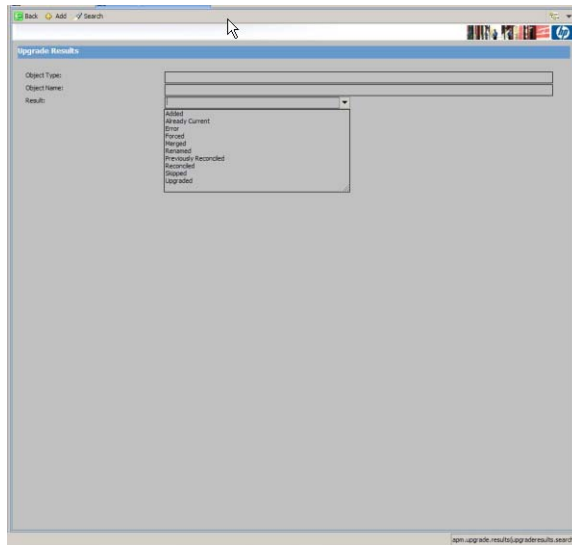 Back Add Search
hp
Upgrade Results
Object Type:
Object Name:
Result:
Added
Already Current
Error
Forced
Merged
Renamed
Previously Reconciled
Reconciled
Skipped
Upgraded
apm.upgrade.results(upgraderesults.search